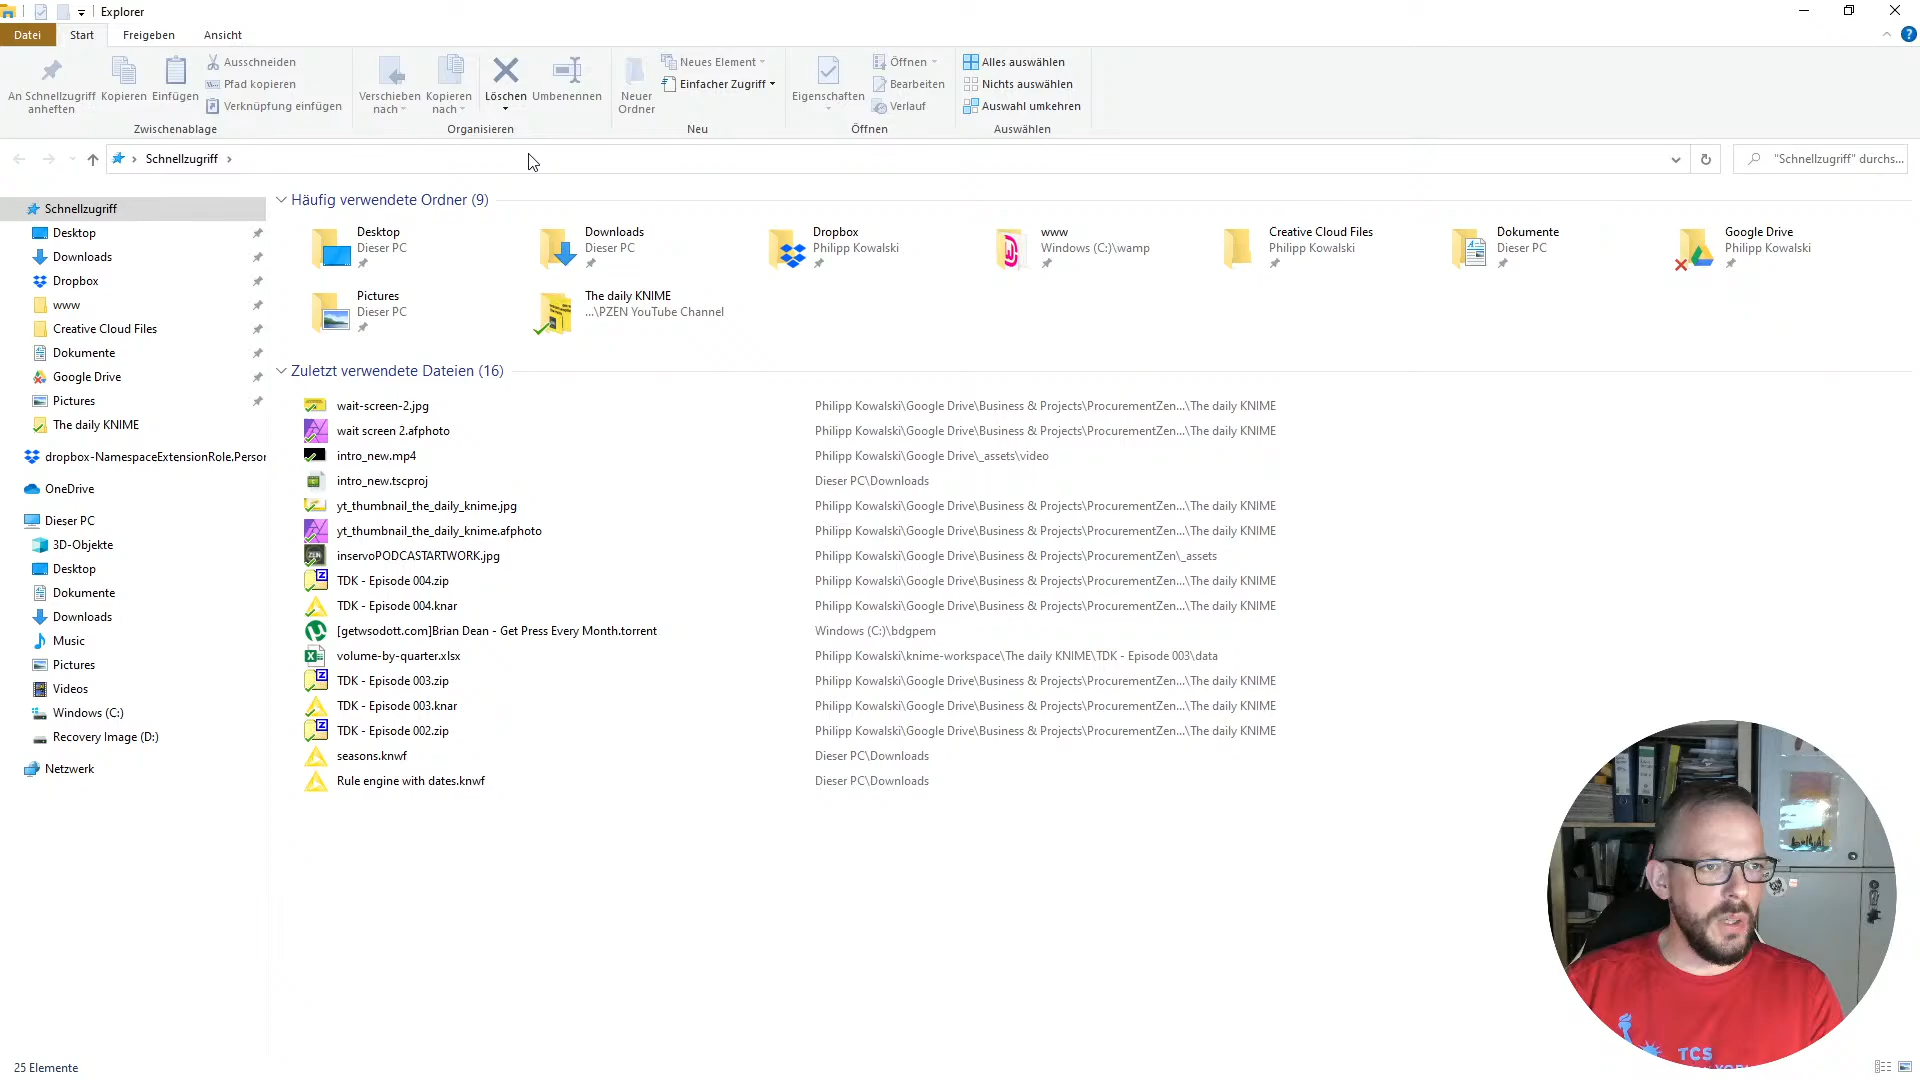 Explorer
Datei Start Freigeben Ansicht
An Schnellzugriff anheften
Kopieren
Einfügen
Ausschneiden
Pfad kopieren
Verknüpfung einfügen
Zwischenablage
Verschieben nach
Kopieren nach
Löschen
Umbenennen
Organisieren
Neuer Ordner
Neues Element
Einfacher Zugriff
Neu
Eigenschaften
Öffnen
Bearbeiten
Verlauf
Öffnen
Alles auswählen
Nichts auswählen
Auswahl umkehren
Auswählen
Schnellzugriff
"Schnellzugriff" durchs...
Schnellzugriff
Desktop
Downloads
Dropbox
www
Creative Cloud Files
Dokumente
Google Drive
Pictures
The daily KNIME
dropbox-NamespaceExtensionRole.Persor
OneDrive
Dieser PC
3D-Objekte
Desktop
Dokumente
Downloads
Music
Pictures
Videos
Windows (C:)
Recovery Image (D:)
Netzwerk
Häufig verwendete Ordner (9)
Desktop
Dieser PC
Downloads
Dieser PC
Dropbox
Philipp Kowalski
www
Windows (C:)\wamp
Creative Cloud Files
Philipp Kowalski
Dokumente
Dieser PC
Google Drive
Philipp Kowalski
Pictures
Dieser PC
The daily KNIME
...\PZEN YouTube Channel
Zuletzt verwendete Dateien (16)
wait-screen-2.jpg Philipp Kowalski\Google Drive\Business & Projects\ProcurementZen...\The daily KNIME
wait screen 2.afphoto Philipp Kowalski\Google Drive\Business & Projects\ProcurementZen...\The daily KNIME
intro_new.mp4 Philipp Kowalski\Google Drive\_assets\video
intro_new.tscproj Dieser PC\Downloads
yt_thumbnail_the_daily_knime.jpg Philipp Kowalski\Google Drive\Business & Projects\ProcurementZen...\The daily KNIME
yt_thumbnail_the_daily_knime.afphoto Philipp Kowalski\Google Drive\Business & Projects\ProcurementZen...\The daily KNIME
inservoPODCASTARTWORK.jpg Philipp Kowalski\Google Drive\Business & Projects\ProcurementZen\_assets
TDK - Episode 004.zip Philipp Kowalski\Google Drive\Business & Projects\ProcurementZen...\The daily KNIME
TDK - Episode 004.knar Philipp Kowalski\Google Drive\Business & Projects\ProcurementZen...\The daily KNIME
[getwsodott.com]Brian Dean - Get Press Every Month.torrent Windows (C:)\bdgpem
volume-by-quarter.xlsx Philipp Kowalski\knime-workspace\The daily KNIME\TDK - Episode 003\data
TDK - Episode 003.zip Philipp Kowalski\Google Drive\Business & Projects\ProcurementZen...\The daily KNIME
TDK - Episode 003.knar Philipp Kowalski\Google Drive\Business & Projects\ProcurementZen...\The daily KNIME
TDK - Episode 002.zip Philipp Kowalski\Google Drive\Business & Projects\ProcurementZen...\The daily KNIME
seasons.knwf Dieser PC\Downloads
Rule engine with dates.knwf Dieser PC\Downloads
TCS
25 Elemente